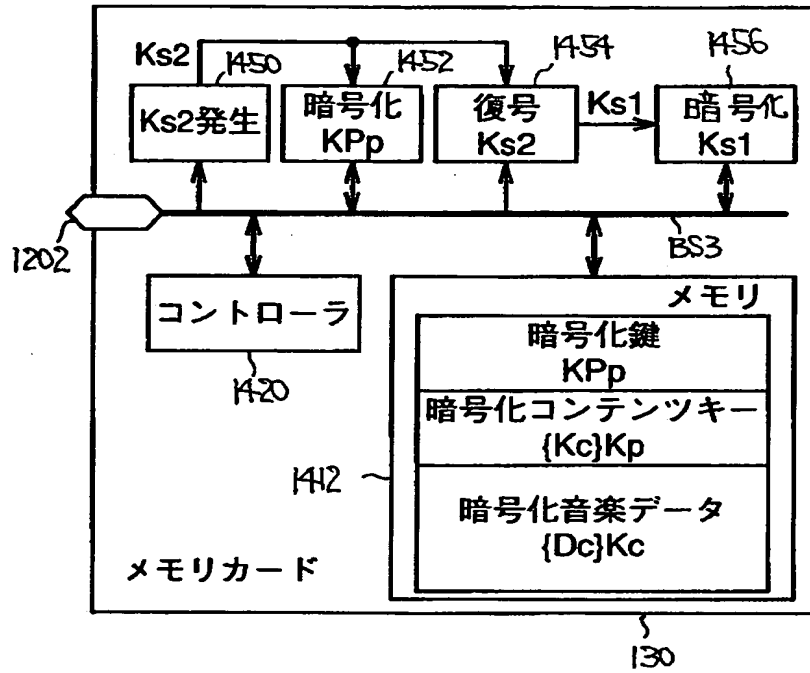 Ks2
1450
1452
1454
1456
Ks2発生
暗号化
KPp
復号
Ks2
Ks1
暗号化
Ks1
1202
BS3
コントローラ
1420
メモリ
暗号化鍵
KPp
暗号化コンテンツキー
{Kc}Kp
暗号化音楽データ
{Dc}Kc
1412
メモリカード
130